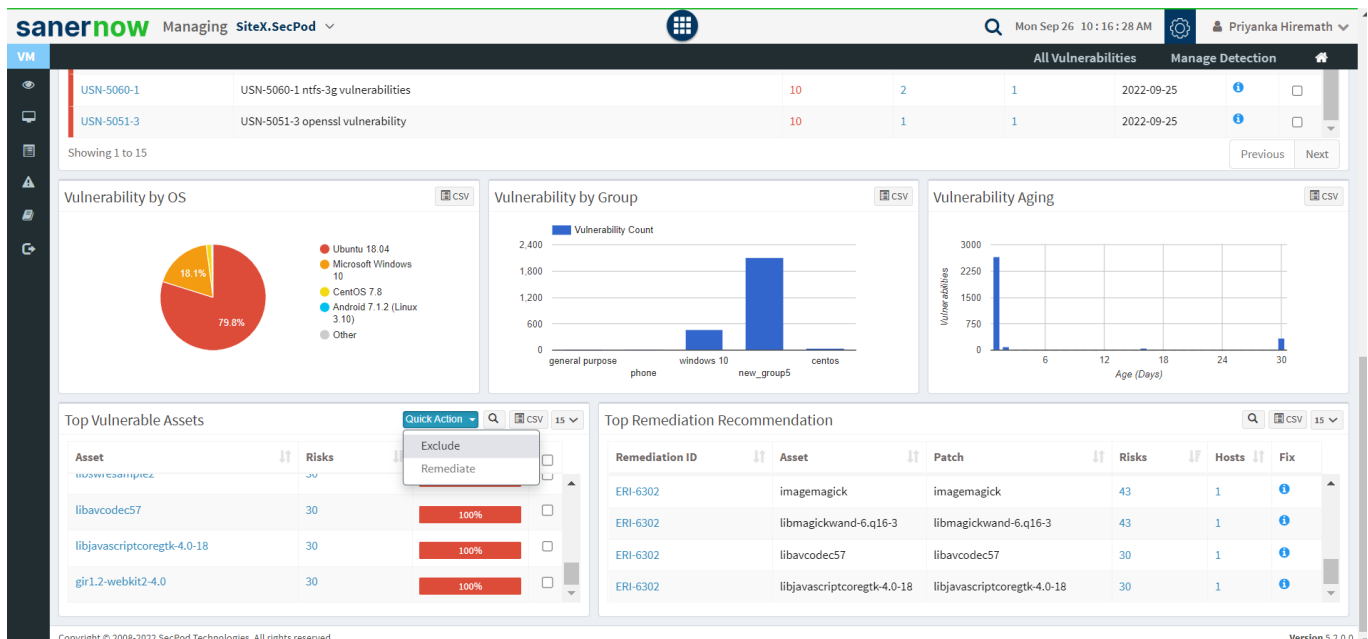 sanernow Managing SiteX.SecPod Mon Sep 26 10:16:28 AM Priyanka Hiremath
VM All Vulnerabilities Manage Detection
USN-5060-1 USN-5060-1 ntfs-3g vulnerabilities 10 2 1 2022-09-25
USN-5051-3 USN-5051-3 openssl vulnerability 10 1 1 2022-09-25
Showing 1 to 15 Previous Next
Vulnerability by OS CSV
79.8%
18.1%
Ubuntu 18.04
Microsoft Windows
10
CentOS 7.8
Android 7.1.2 (Linux
3.10)
Other
Vulnerability by Group CSV
Vulnerability Count
2,400
1,800
1,200
600
0
general purpose windows 10 centos
phone new_group5
Vulnerability Aging CSV
Vulnerabilities
3000
2250
1500
750
0
6 12 18 24 30
Age (Days)
Top Vulnerable Assets Quick Action CSV 15
Exclude
Remediate
Asset Risks
libswresample2 30
libavcodec57 30 100%
libjavascriptcoregtk-4.0-18 30 100%
gir1.2-webkit2-4.0 30 100%
Top Remediation Recommendation CSV 15
Remediation ID Asset Patch Risks Hosts Fix
ERI-6302 imagemagick imagemagick 43 1
ERI-6302 libmagickwand-6.q16-3 libmagickwand-6.q16-3 43 1
ERI-6302 libavcodec57 libavcodec57 30 1
ERI-6302 libjavascriptcoregtk-4.0-18 libjavascriptcoregtk-4.0-18 30 1
Copyright © 2008-2022 SecPod Technologies. All rights reserved. Version 5.2.0.0